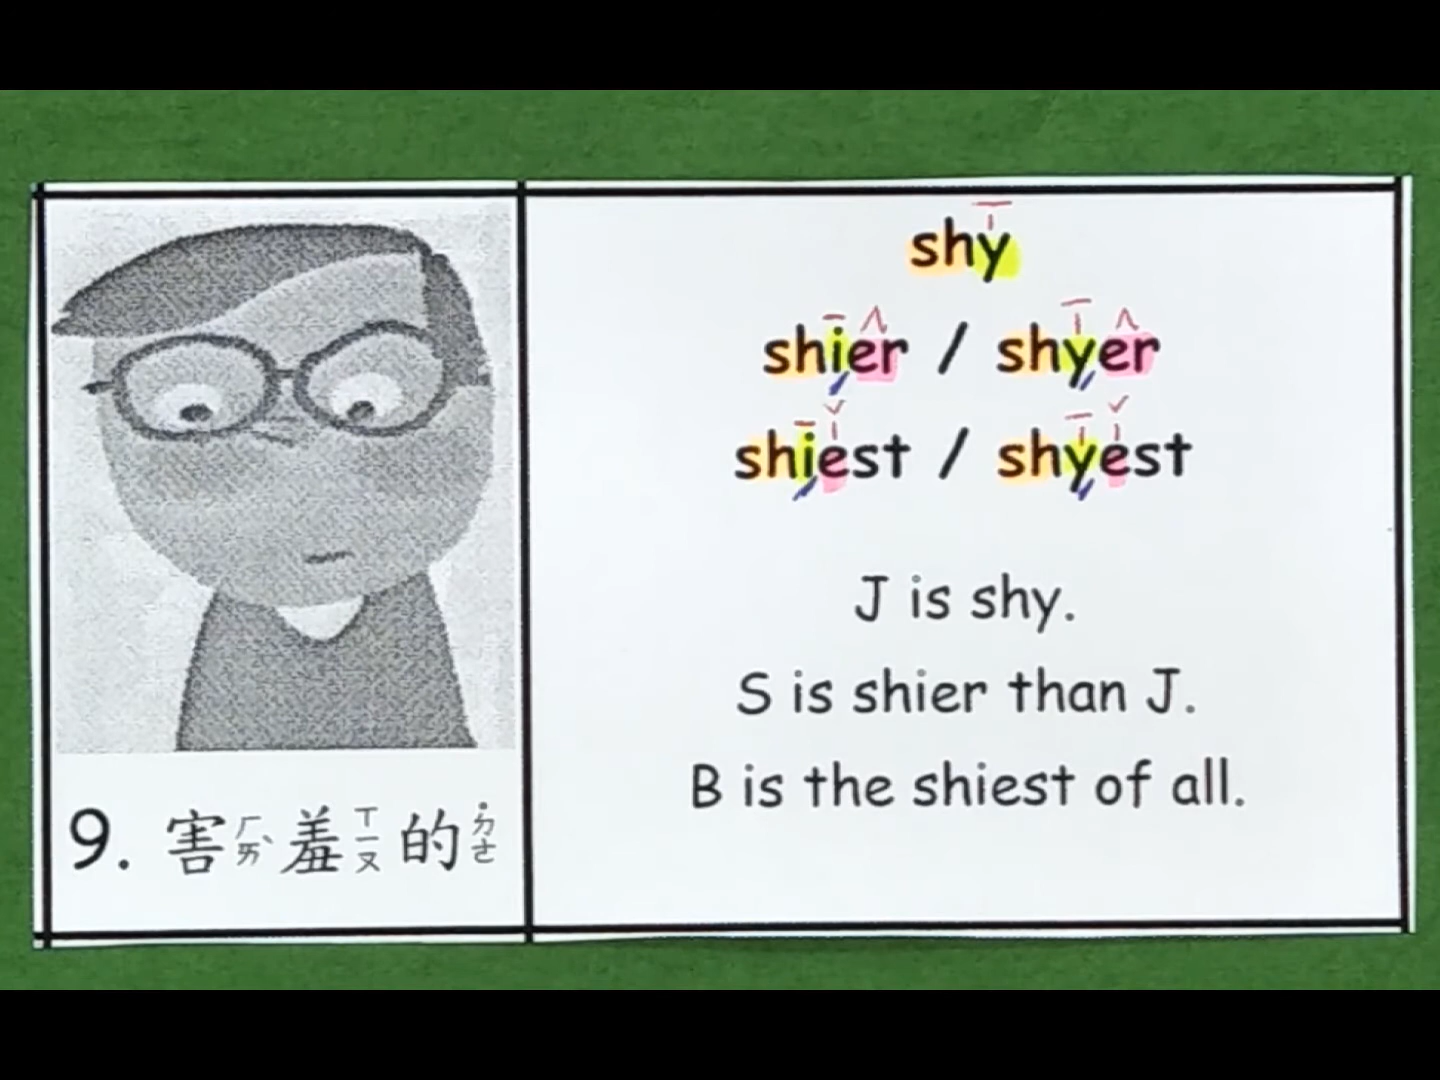 shy
shier / shyer
shiest / shyest
J is shy.
S is shier than J.
B is the shiest of all.
9. 害ㄏㄞˋ羞ㄒㄧㄡ的˙ㄉㄜ